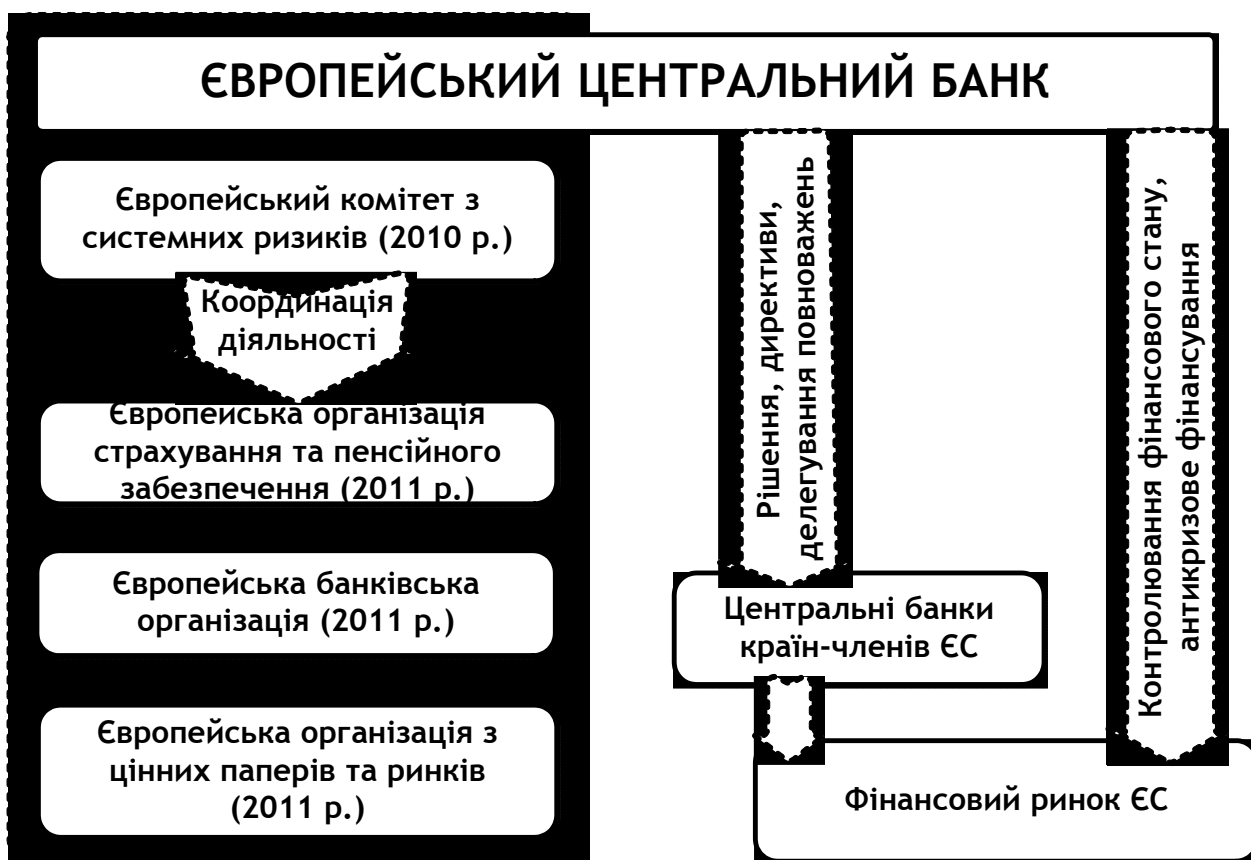 ЄВРОПЕЙСЬКИЙ ЦЕНТРАЛЬНИЙ БАНК
Європейський комітет з
системних ризиків (2010 р.)
Координація
діяльності
Європейська організація
страхування та пенсійного
забезпечення (2011 р.)
Європейська банківська
організація (2011 р.)
Європейська організація з
цінних паперів та ринків
(2011 р.)
Рішення, директиви,
делегування повноважень
Центральні банки
країн-членів ЄС
Контролювання фінансового стану,
антикризове фінансування
Фінансовий ринок ЄС